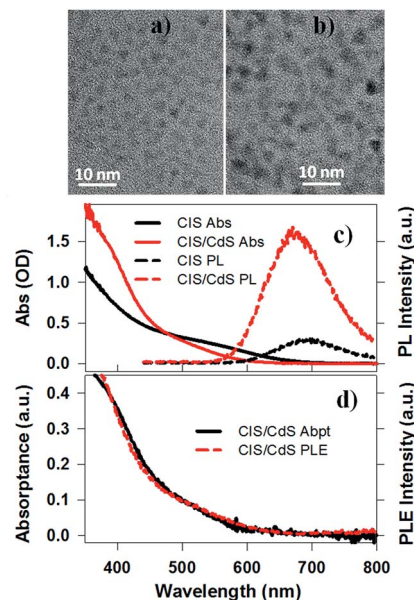 a)
b)
10 nm
10 nm
CIS Abs
CIS/CdS Abs
CIS PL
CIS/CdS PL
c)
Abs (OD)
1.5
1.0
0.5
0.0
PL Intensity (a.u.)
d)
CIS/CdS Abpt
CIS/CdS PLE
Absorptance (a.u.)
0.4
0.3
0.2
0.1
0.0
PLE Intensity (a.u.)
400 500 600 700 800
Wavelength (nm)